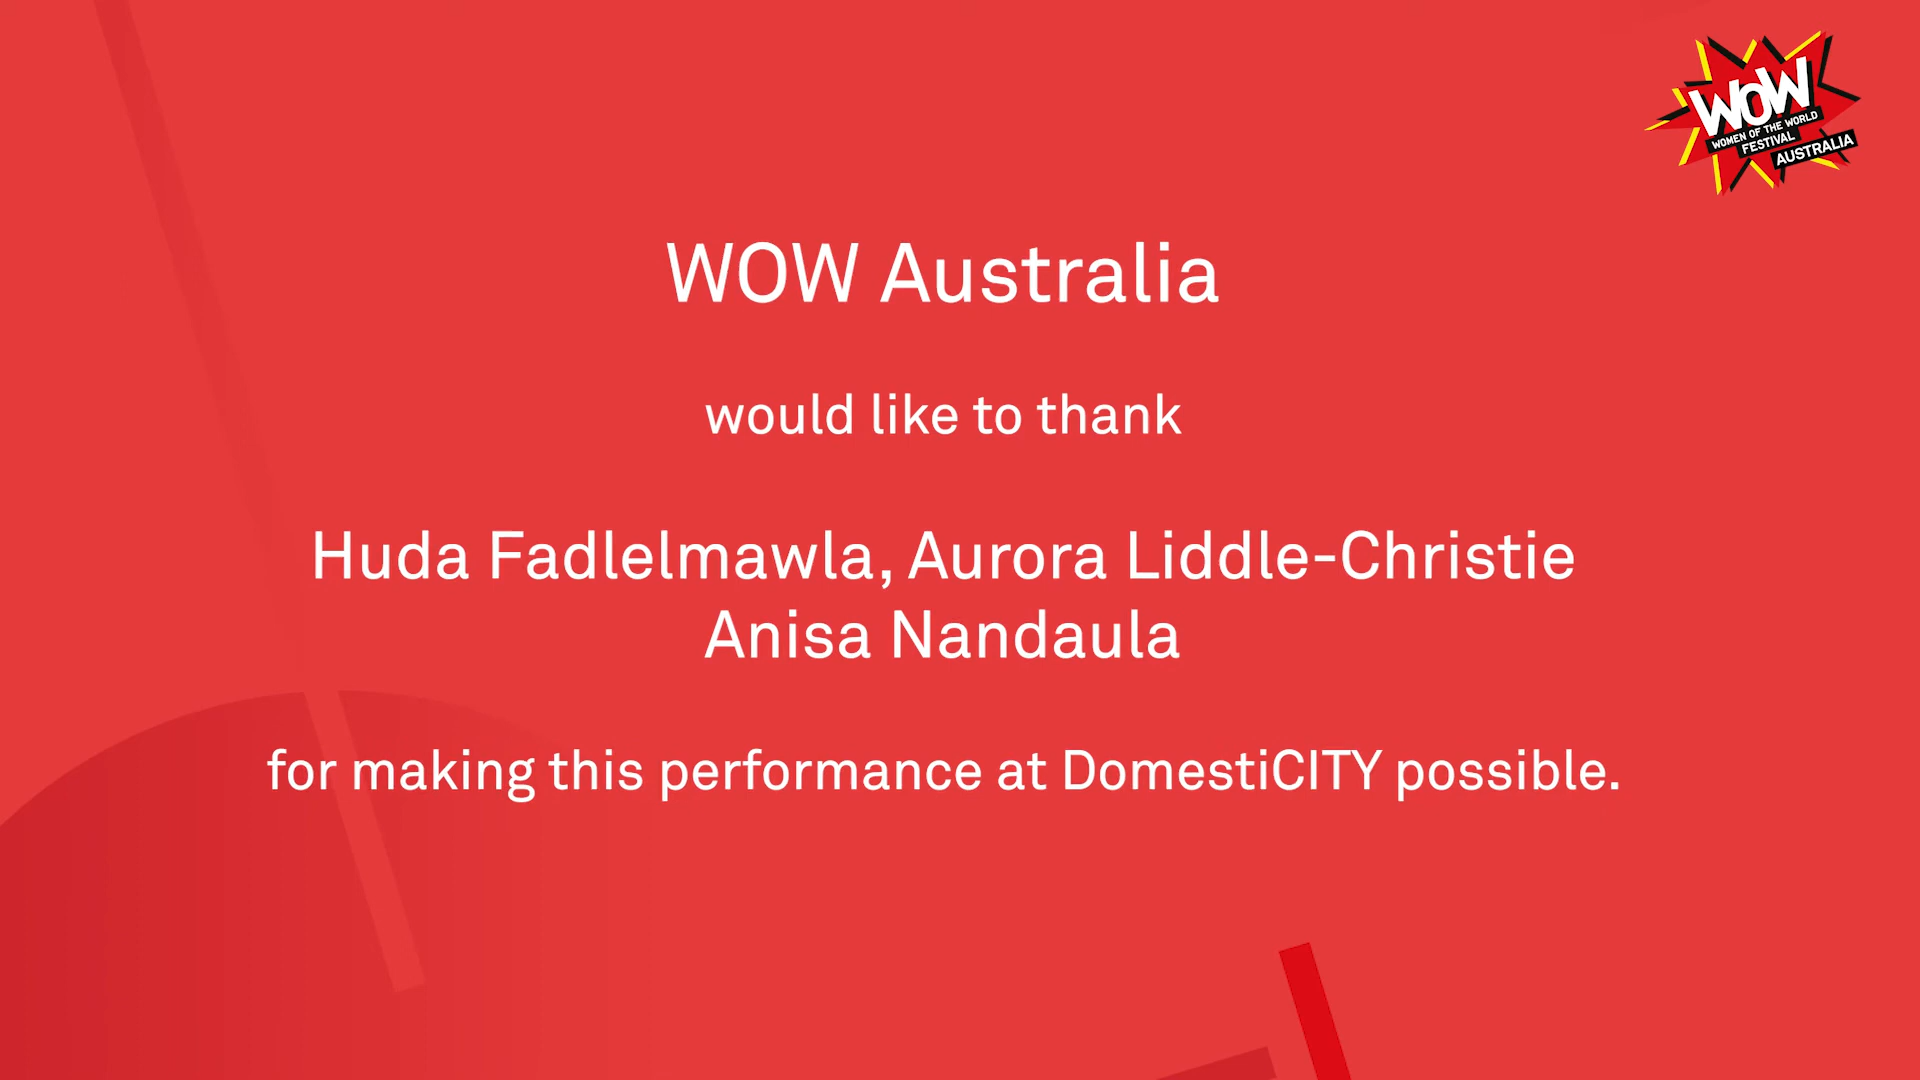 WOW
WOMEN OF THE WORLD
FESTIVAL
AUSTRALIA
WOW Australia
would like to thank
Huda Fadlelmawla, Aurora Liddle-Christie
Anisa Nandaula
for making this performance at DomestiCITY possible.